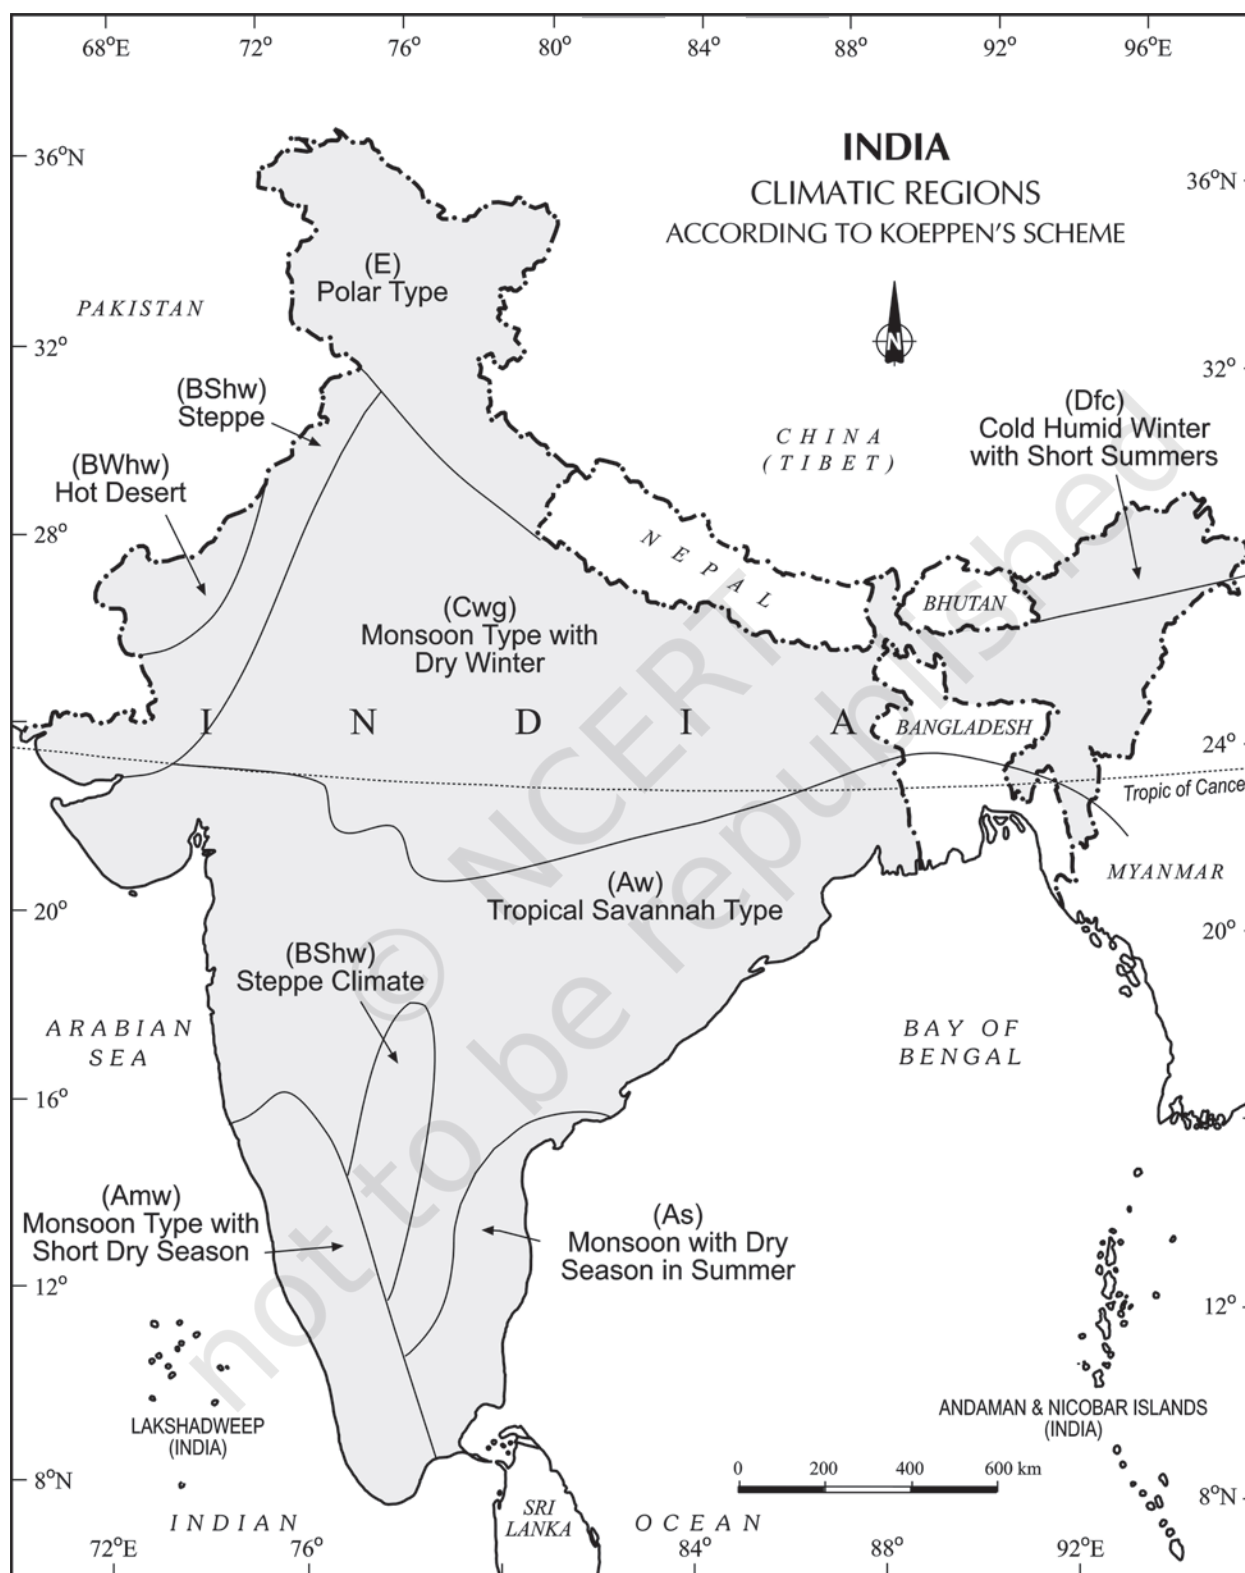 68°E 72° 76° 80° 84° 88° 92° 96°E
INDIA
CLIMATIC REGIONS
ACCORDING TO KOEPPEN'S SCHEME
36°N
36°N
(E)
Polar Type
PAKISTAN
N
32°
32°
(BShw)
Steppe
(BWhw)
Hot Desert
CHINA
(TIBET)
(Dfc)
Cold Humid Winter
with Short Summers
28°
28°
NEPAL
BHUTAN
(Cwg)
Monsoon Type with
Dry Winter
INDIA
BANGLADESH
24°
Tropic of Cance
MYANMAR
(Aw)
Tropical Savannah Type
20°
20°
(BShw)
Steppe Climate
ARABIAN
SEA
BAY OF
BENGAL
16°
(Amw)
Monsoon Type with
Short Dry Season
(As)
Monsoon with Dry
Season in Summer
12°
12°
LAKSHADWEEP
(INDIA)
ANDAMAN & NICOBAR ISLANDS
(INDIA)
0 200 400 600 km
8°N
8°N
SRI
LANKA
INDIAN OCEAN
72°E 76° 84° 88° 92°E
© NCERT
not to be republished